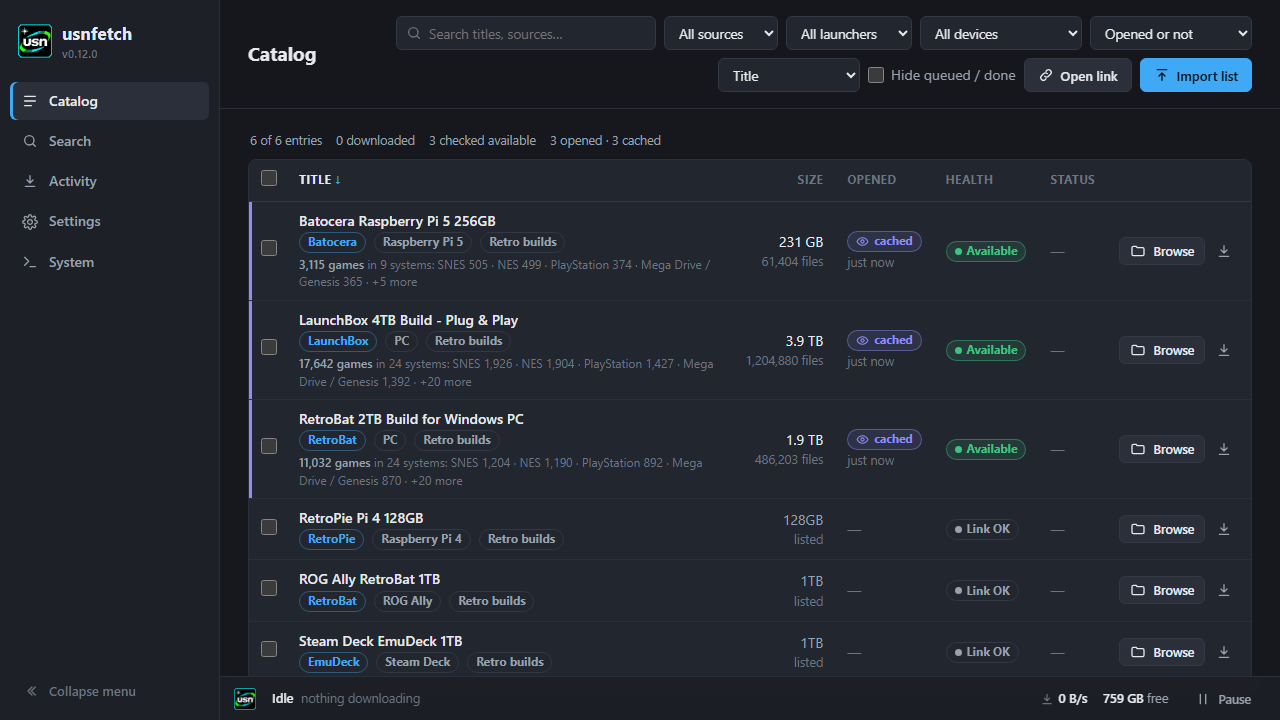 usn
usnfetch
v0.12.0
Catalog
Search
Activity
Settings
System
Collapse menu
Catalog
Search titles, sources...
All sources
All launchers
All devices
Opened or not
Title
Hide queued / done
Open link
Import list
6 of 6 entries 0 downloaded 3 checked available 3 opened · 3 cached
TITLE ↓ SIZE OPENED HEALTH STATUS
Batocera Raspberry Pi 5 256GB
Batocera Raspberry Pi 5 Retro builds
3,115 games in 9 systems: SNES 505 · NES 499 · PlayStation 374 · Mega Drive /
Genesis 365 · +5 more
231 GB
61,404 files
cached
just now
Available
—
Browse
LaunchBox 4TB Build - Plug & Play
LaunchBox PC Retro builds
17,642 games in 24 systems: SNES 1,926 · NES 1,904 · PlayStation 1,427 · Mega
Drive / Genesis 1,392 · +20 more
3.9 TB
1,204,880 files
cached
just now
Available
—
Browse
RetroBat 2TB Build for Windows PC
RetroBat PC Retro builds
11,032 games in 24 systems: SNES 1,204 · NES 1,190 · PlayStation 892 · Mega
Drive / Genesis 870 · +20 more
1.9 TB
486,203 files
cached
just now
Available
—
Browse
RetroPie Pi 4 128GB
RetroPie Raspberry Pi 4 Retro builds
128GB
listed
—
Link OK
—
Browse
ROG Ally RetroBat 1TB
RetroBat ROG Ally Retro builds
1TB
listed
—
Link OK
—
Browse
Steam Deck EmuDeck 1TB
EmuDeck Steam Deck Retro builds
1TB
listed
—
Link OK
—
Browse
usn
Idle nothing downloading
0 B/s 759 GB free Pause